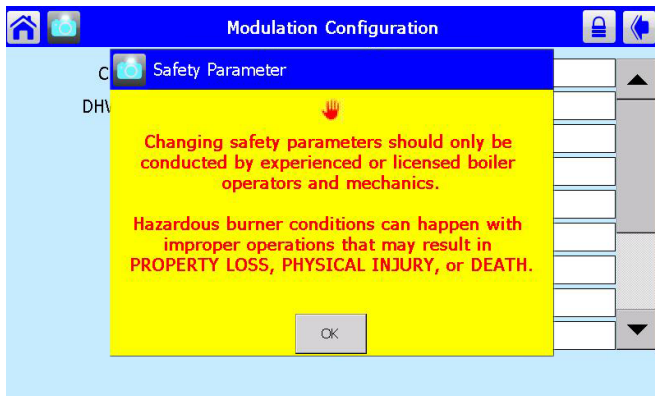 Modulation Configuration
Safety Parameter
C
DHW
Changing safety parameters should only be
conducted by experienced or licensed boiler
operators and mechanics.
Hazardous burner conditions can happen with
improper operations that may result in
PROPERTY LOSS, PHYSICAL INJURY, or DEATH.
OK